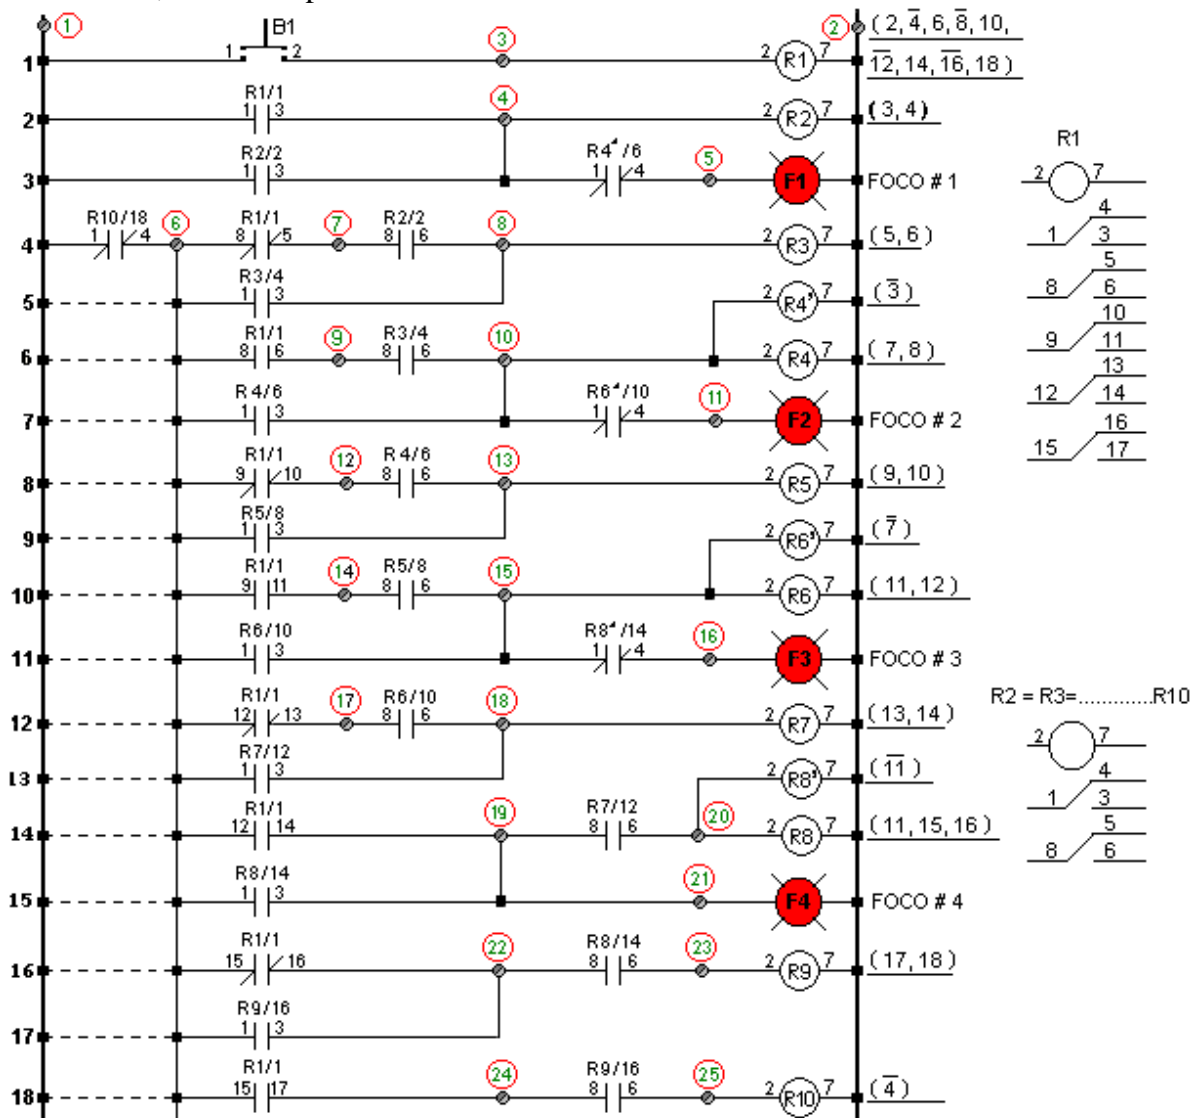 1 B1 3 2 (2, 4̅, 6, 8̅, 10,
1 1 2 2 R1 7 1̅2̅, 14, 1̅6̅, 18)
R1/1 4
2 1 3 2 R2 7 (3, 4)
R2/2 R4'/6 5
3 1 3 1 4 F1 FOCO # 1
R10/18 6 R1/1 7 R2/2 8
4 1 4 8 5 8 6 2 R3 7 (5, 6)
R3/4 2 R4' 7 (3̅)
5 1 3
R1/1 9 R3/4 10
6 8 6 8 6 2 R4 7 (7, 8)
R4/6 R6'/10 11
7 1 3 1 4 F2 FOCO # 2
R1/1 12 R4/6 13
8 9 10 8 6 2 R5 7 (9, 10)
R5/8
9 1 3 2 R6' 7 (7̅)
R1/1 14 R5/8 15
10 9 11 8 6 2 R6 7 (11, 12)
R6/10 R8'/14 16
11 1 3 1 4 F3 FOCO # 3
R1/1 17 R6/10 18
12 12 13 8 6 2 R7 7 (13, 14)
R7/12
13 1 3 2 R8' 7 (1̅1̅)
R1/1 19 R7/12 20
14 12 14 8 6 2 R8 7 (11, 15, 16)
R8/14 21
15 1 3 F4 FOCO # 4
R1/1 22 R8/14 23
16 15 16 8 6 2 R9 7 (17, 18)
R9/16
17 1 3
R1/1 24 R9/16 25
18 15 17 8 6 2 R10 7 (4̅)
R1
2 7
4
1 3
5
8 6
10
9 11
13
12 14
16
15 17
R2 = R3=.............R10
2 7
4
1 3
5
8 6